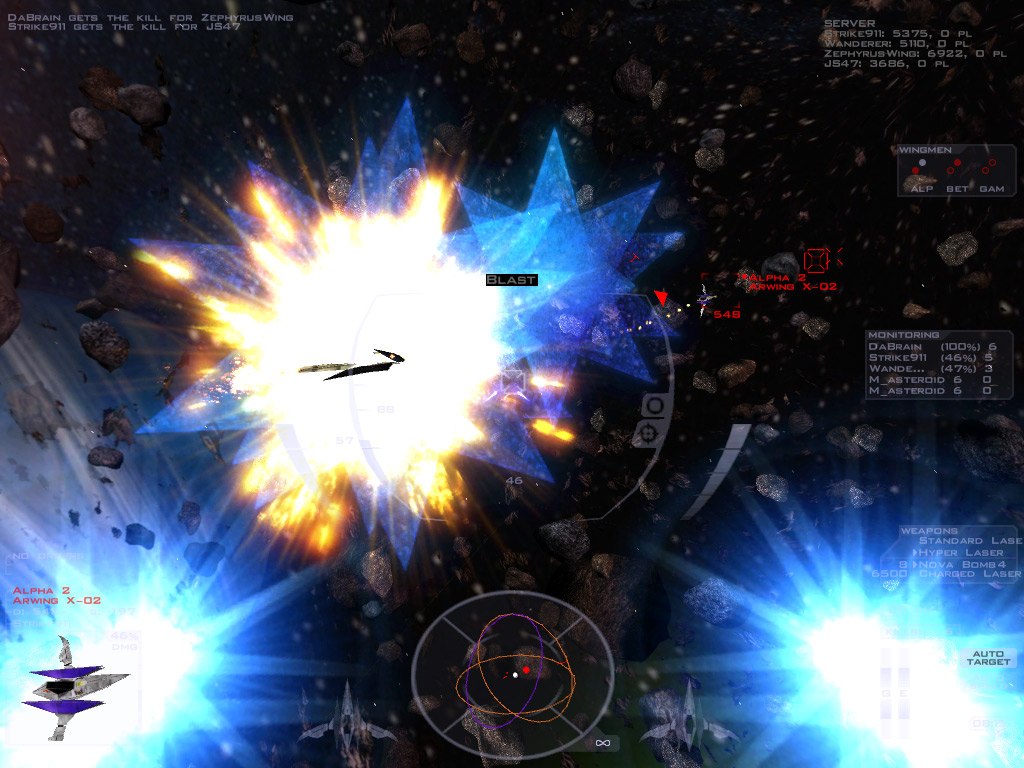 DaBrain gets the kill for ZephyrusWing
Strike911 gets the kill for JS47
SERVER
Strike911: 5375, 0 pl
Wanderer: 5110, 0 pl
ZephyrusWing: 6922, 0 pl
JS47: 3686, 0 pl
Wingmen
ALP BET GAM
Blast
Alpha 2
Arwing X-02
548
Monitoring
DaBrain (100%) 6
Strike911 (46%) 5
Wande... (47%) 3
M_asteroid 6 0
M_asteroid 6 0
88
57
46
Weapons
Standard Lase
Hyper Laser
8 Nova Bomb 4
6500 Charged Laser
Alpha 2
Arwing X-02
46%
DMG
AUTO
TARGET